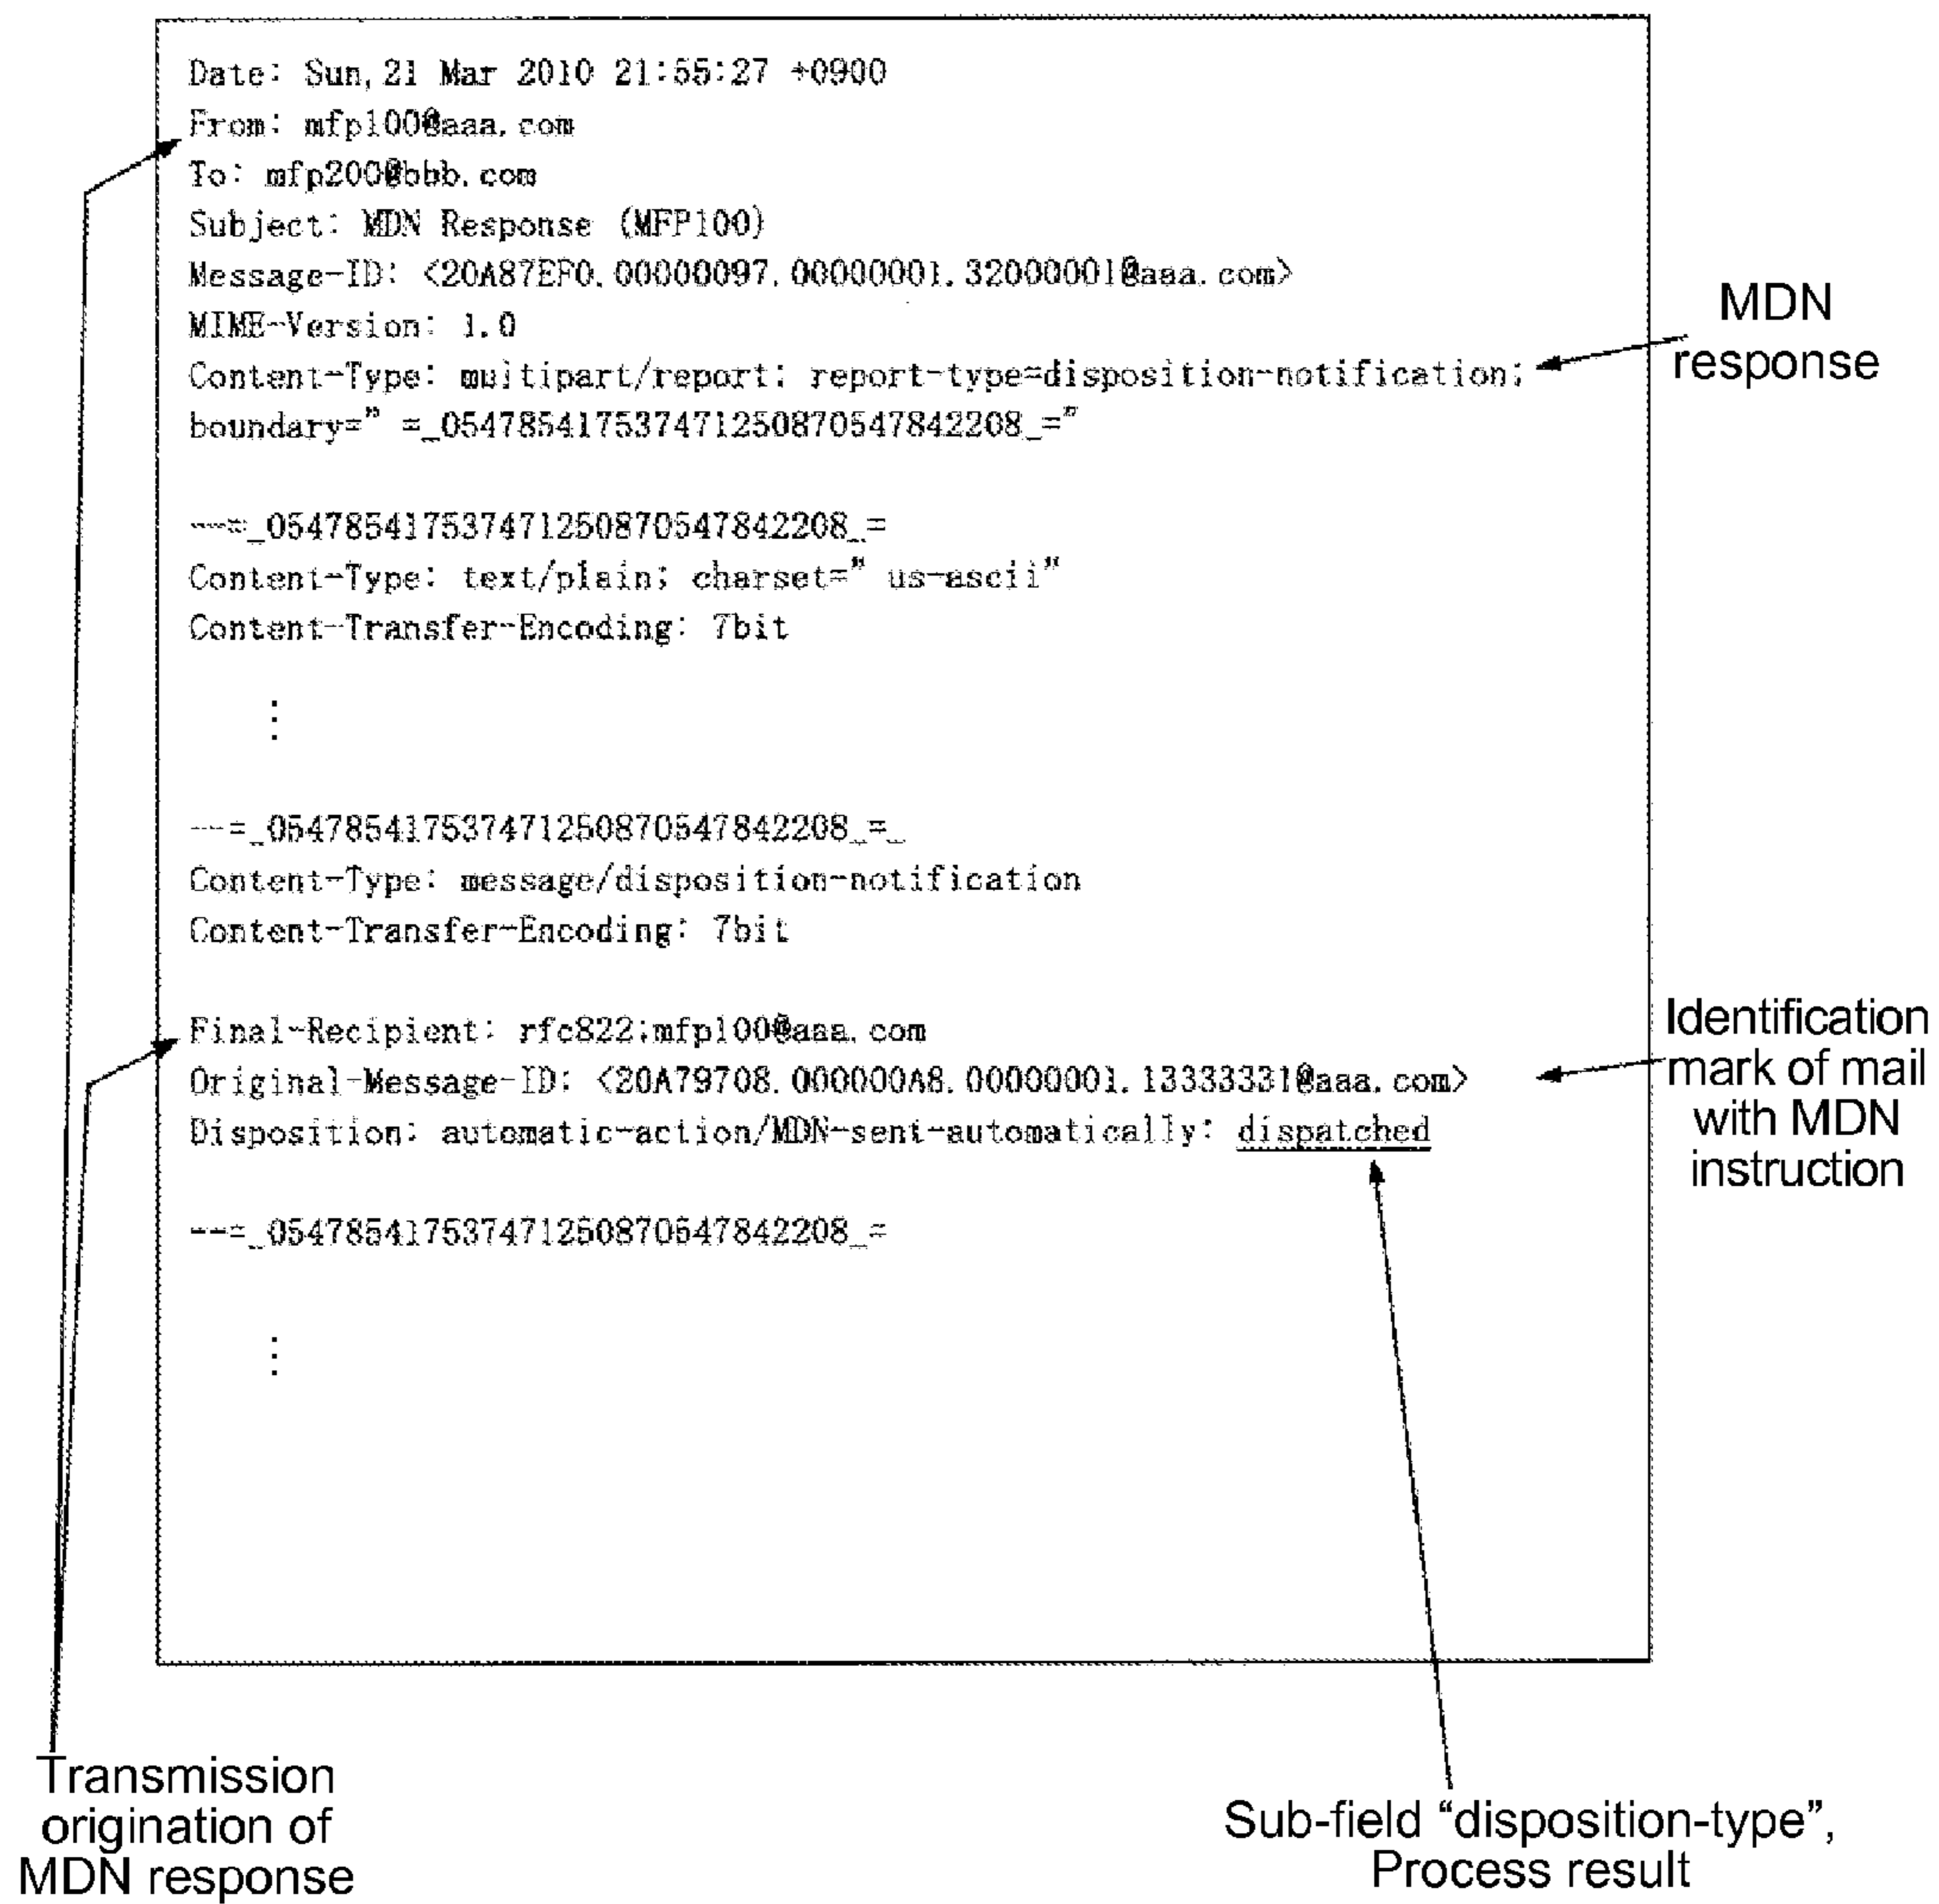 Date: Sun, 21 Mar 2010 21:55:27 +0900
From: mfp100@aaa.com
To: mfp200@bbb.com
Subject: MDN Response (MFP100)
Message-ID: <20A87EF0.00000097.00000001.32000001@aaa.com>
MIME-Version: 1.0
Content-Type: multipart/report; report-type=disposition-notification;
boundary=" =_054785417537471250870547842208_="
--=_054785417537471250870547842208_=
Content-Type: text/plain; charset=" us-ascii"
Content-Transfer-Encoding: 7bit
⋮
--=_054785417537471250870547842208_=_
Content-Type: message/disposition-notification
Content-Transfer-Encoding: 7bit
Final-Recipient: rfc822;mfp100@aaa.com
Original-Message-ID: <20A79708.000000A8.00000001.13333331@aaa.com>
Disposition: automatic-action/MDN-sent-automatically: dispatched
--=_054785417537471250870547842208_=
⋮
MDN
response
Identification
mark of mail
with MDN
instruction
Transmission
origination of
MDN response
Sub-field “disposition-type”,
Process result